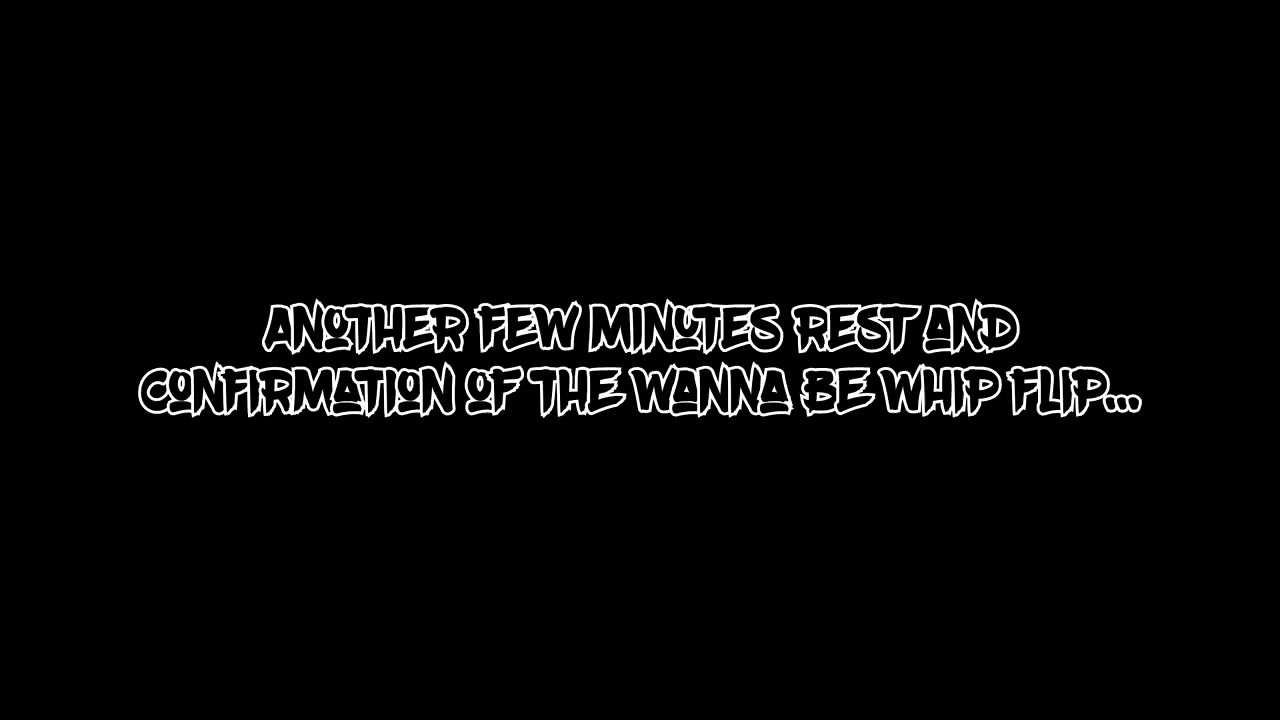 ANOTHER FEW MINUTES REST AND
CONFIRMATION OF THE WANNA BE WHIP FLIP...